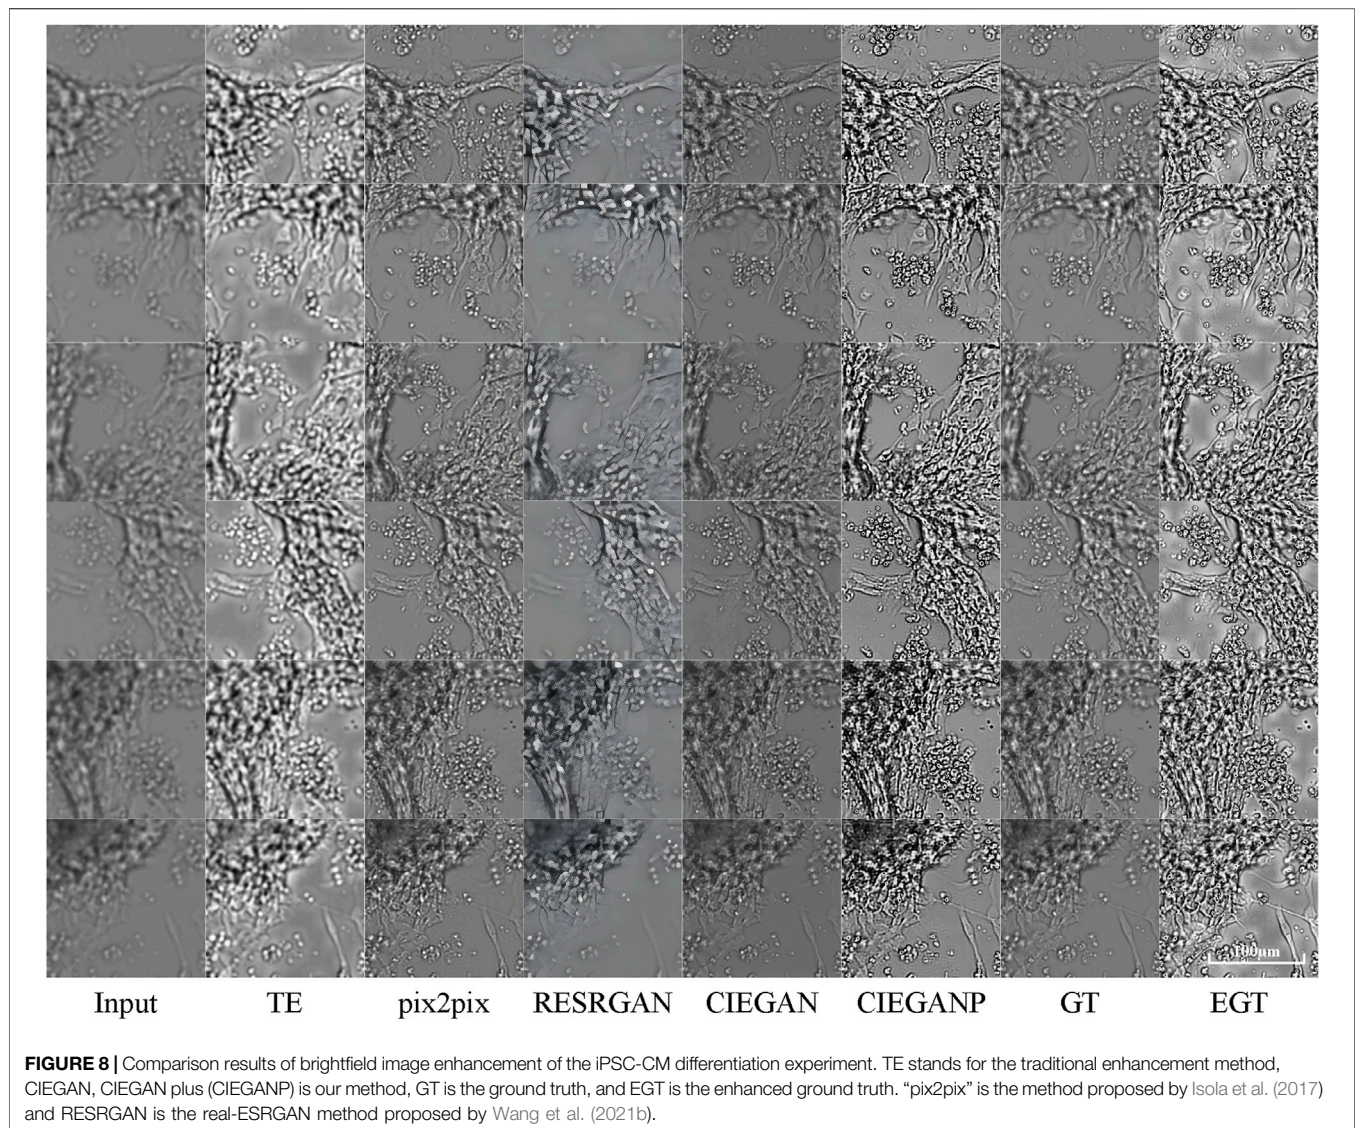 100μm
Input TE pix2pix RESRGAN CIEGAN CIEGANP GT EGT
FIGURE 8 | Comparison results of brightfield image enhancement of the iPSC-CM differentiation experiment. TE stands for the traditional enhancement method,
CIEGAN, CIEGAN plus (CIEGANP) is our method, GT is the ground truth, and EGT is the enhanced ground truth. “pix2pix” is the method proposed by Isola et al. (2017)
and RESRGAN is the real-ESRGAN method proposed by Wang et al. (2021b).